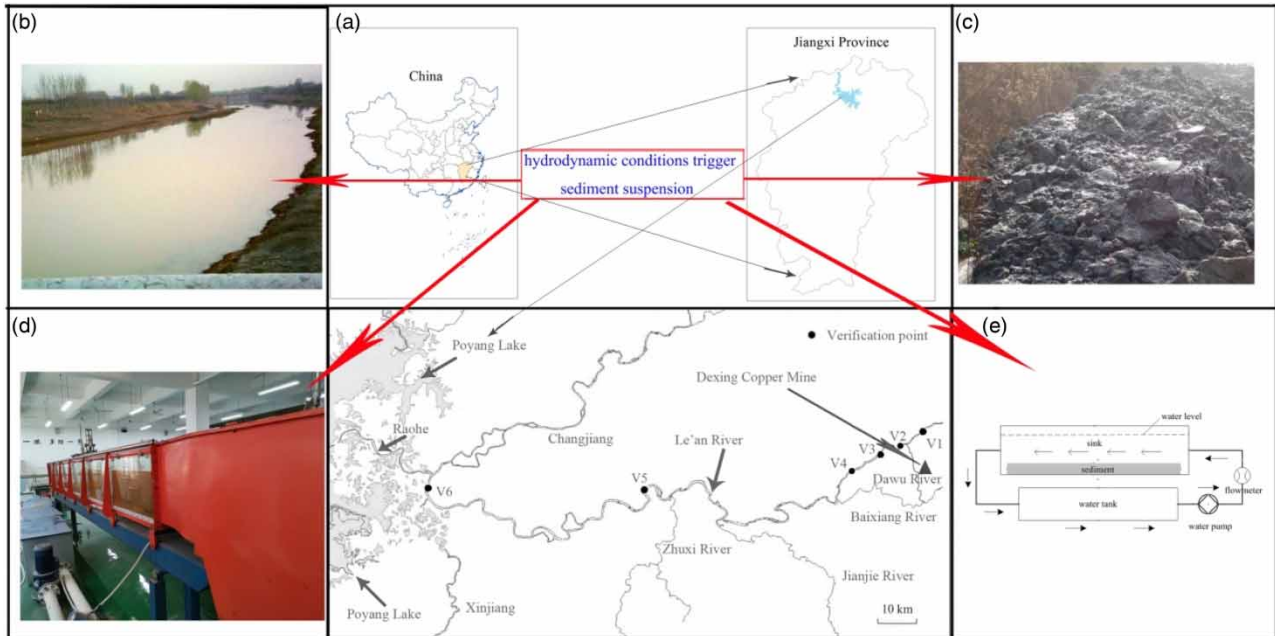 (b)
(a)
China
Jiangxi Province
hydrodynamic conditions trigger
sediment suspension
(c)
(d)
Poyang Lake
Verification point
Dexing Copper Mine
Raohe
Changjiang
Le'an River
V1
V2
V3
V4
V5
V6
Dawu River
Baixiang River
Zhuxi River
Jianjie River
Poyang Lake
Xinjiang
10 km
(e)
water level
sink
sediment
flowmeter
water tank
water pump